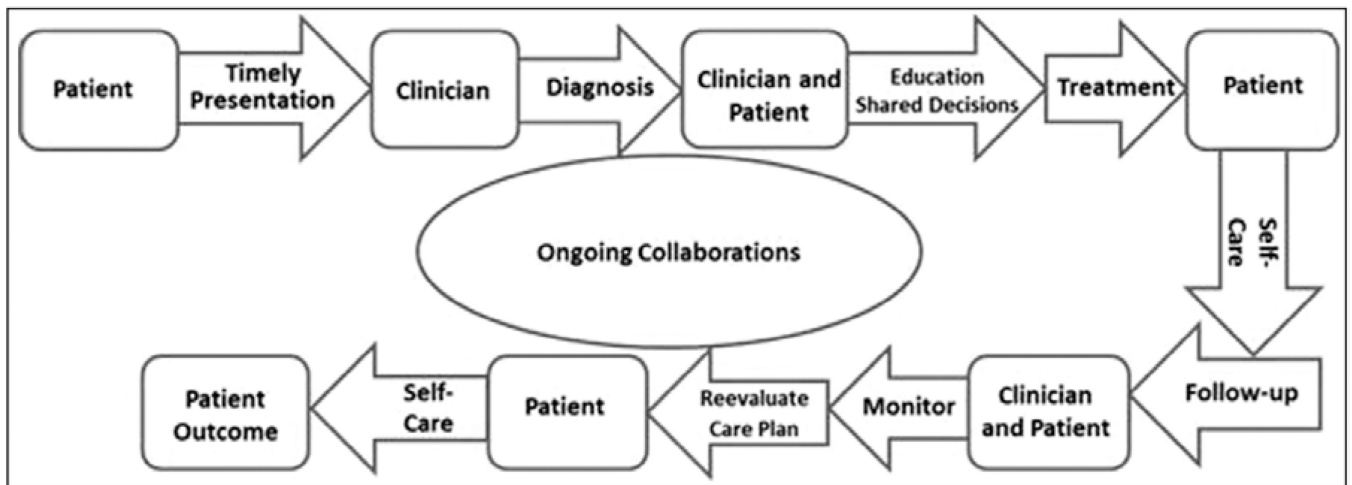 Patient
Timely
Presentation
Clinician
Diagnosis
Clinician and
Patient
Education
Shared Decisions
Treatment
Patient
Self-
Care
Ongoing Collaborations
Follow-up
Clinician
and Patient
Monitor
Reevaluate
Care Plan
Patient
Self-
Care
Patient
Outcome